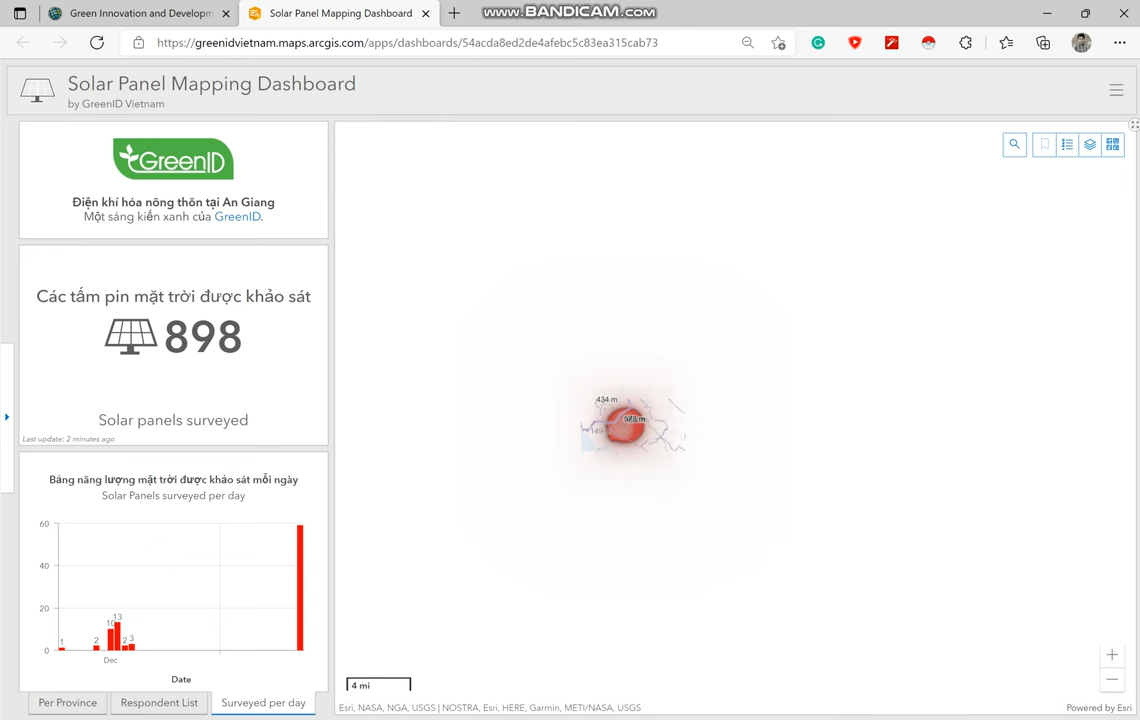 Green Innovation and Developm
Solar Panel Mapping Dashboard
www.BANDICAM.com
https://greenidvietnam.maps.arcgis.com/apps/dashboards/54acda8ed2de4afebc5c83ea315cab73
Solar Panel Mapping Dashboard
by GreenID Vietnam
GreenID
Điện khí hóa nông thôn tại An Giang
Một sáng kiến xanh của GreenID.
Các tấm pin mặt trời được khảo sát
898
Solar panels surveyed
Last update: 2 minutes ago
Bảng năng lượng mặt trời được khảo sát mỗi ngày
Solar Panels surveyed per day
60
40
20
0
1
2
10
13
2
3
Dec
Date
Per Province
Respondent List
Surveyed per day
434 m
4 mi
Esri, NASA, NGA, USGS | NOSTRA, Esri, HERE, Garmin, METI/NASA, USGS
Powered by Esri